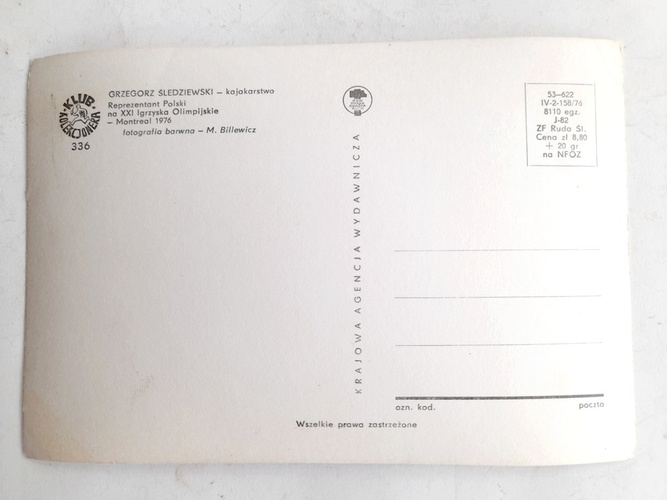 KLUB KOLEKCJONERA
336
GRZEGORZ ŚLEDZIEWSKI – kajakarstwo
Reprezentant Polski
na XXI Igrzyska Olimpijskie
– Montreal 1976
fotografia barwna – M. Billewicz
KRAJOWA AGENCJA WYDAWNICZA
53–622
IV-2-158/76
8110 egz.
J-82
ZF Ruda Śl.
Cena zł 8,80
+ 20 gr
na NFOZ
ozn. kod.
poczta
Wszelkie prawa zastrzeżone